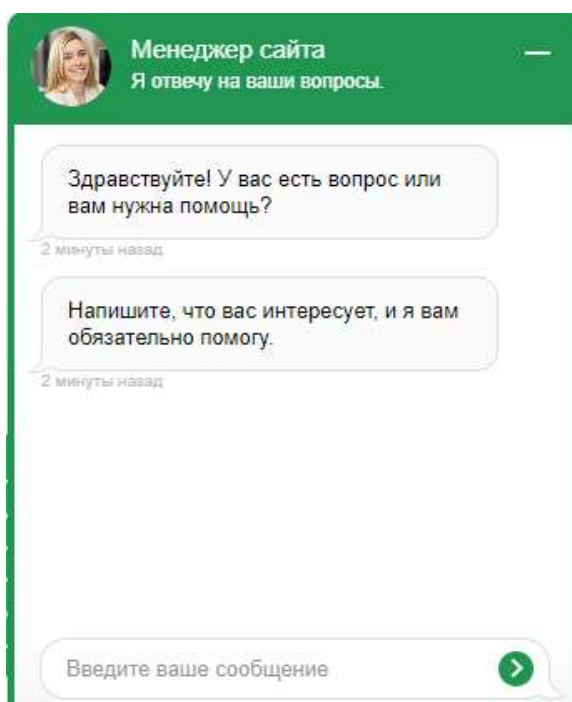 Менеджер сайта
Я отвечу на ваши вопросы.
Здравствуйте! У вас есть вопрос или
вам нужна помощь?
2 минуты назад
Напишите, что вас интересует, и я вам
обязательно помогу.
2 минуты назад
Введите ваше сообщение